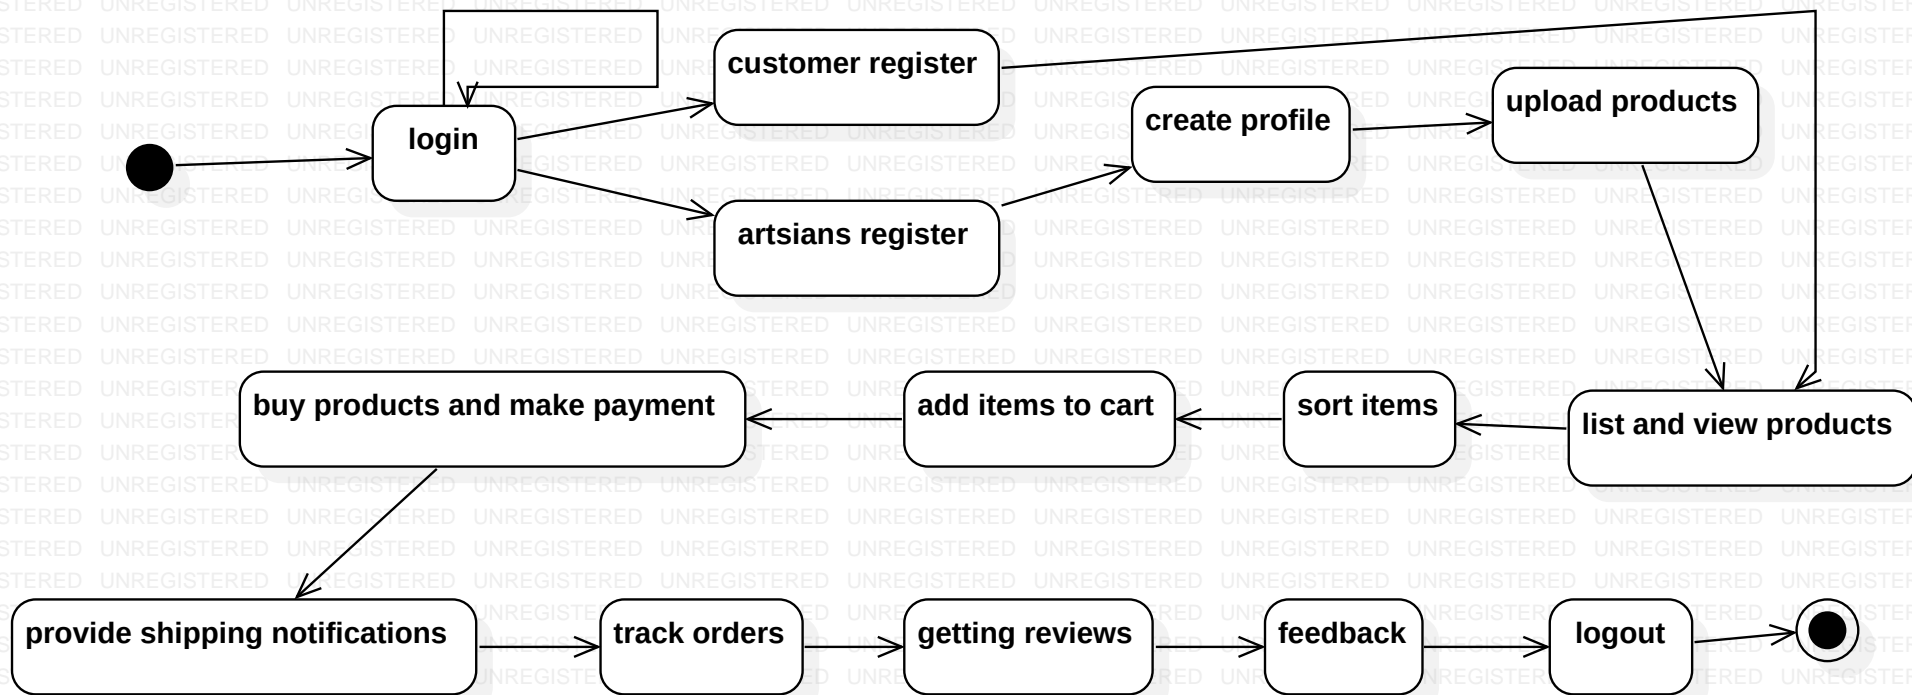 customer register
upload products
create profile
login
artsians register
buy products and make payment
add items to cart
sort items
list and view products
provide shipping notifications
track orders
getting reviews
feedback
logout
UNREGISTERED